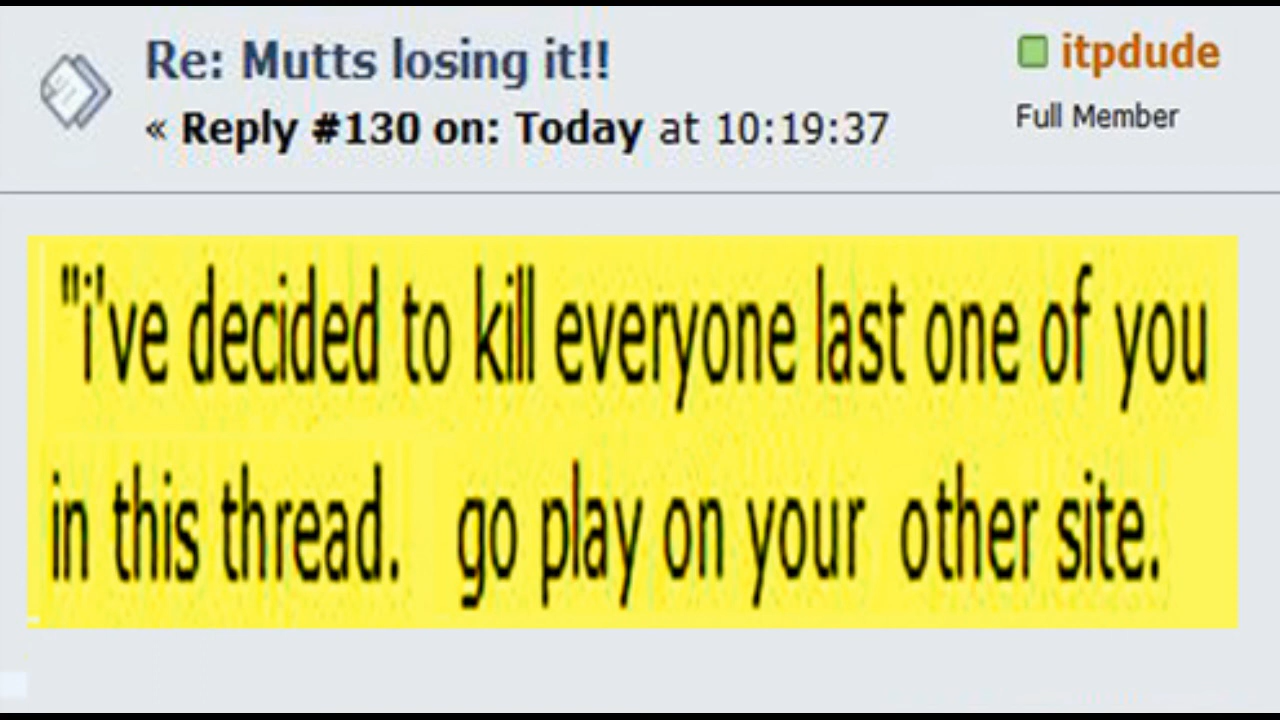 Re: Mutts losing it!!
« Reply #130 on: Today at 10:19:37
itpdude
Full Member
"i've decided to kill everyone last one of you
in this thread. go play on your other site.